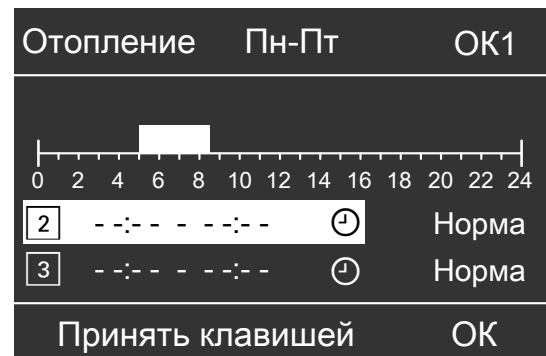 Отопление Пн-Пт ОК1
0 2 4 6 8 10 12 14 16 18 20 22 24
2 - -:- - - - -:- - Норма
3 - -:- - - - -:- - Норма
Принять клавишей ОК